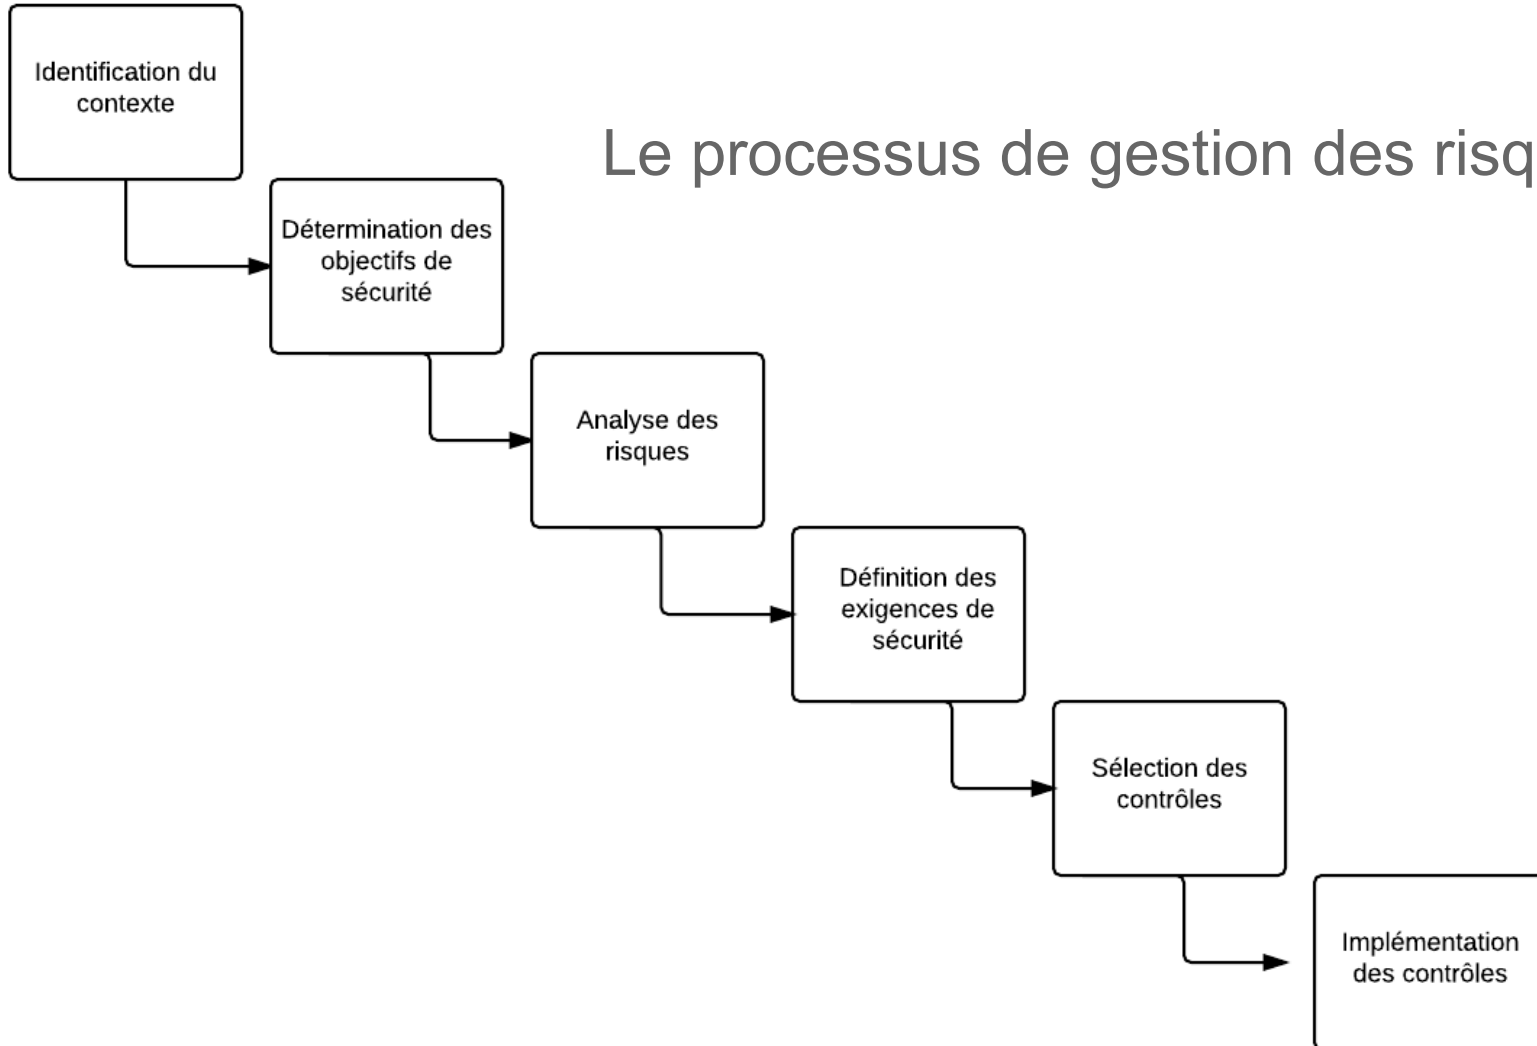 Identification du
contexte
Le processus de gestion des risq
Détermination des
objectifs de
sécurité
Analyse des
risques
Définition des
exigences de
sécurité
Sélection des
contrôles
Implémentation
des contrôles